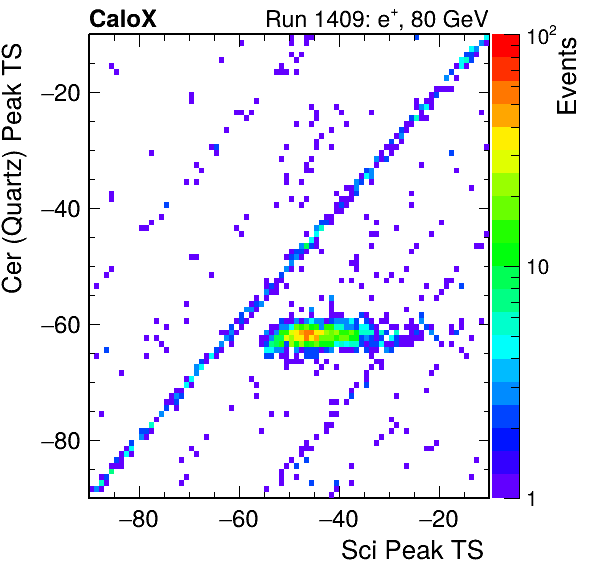 CaloX Run 1409: e⁺, 80 GeV
Cer (Quartz) Peak TS
−20
−40
−60
−80
−80 −60 −40 −20
Sci Peak TS
10²
10
1
Events